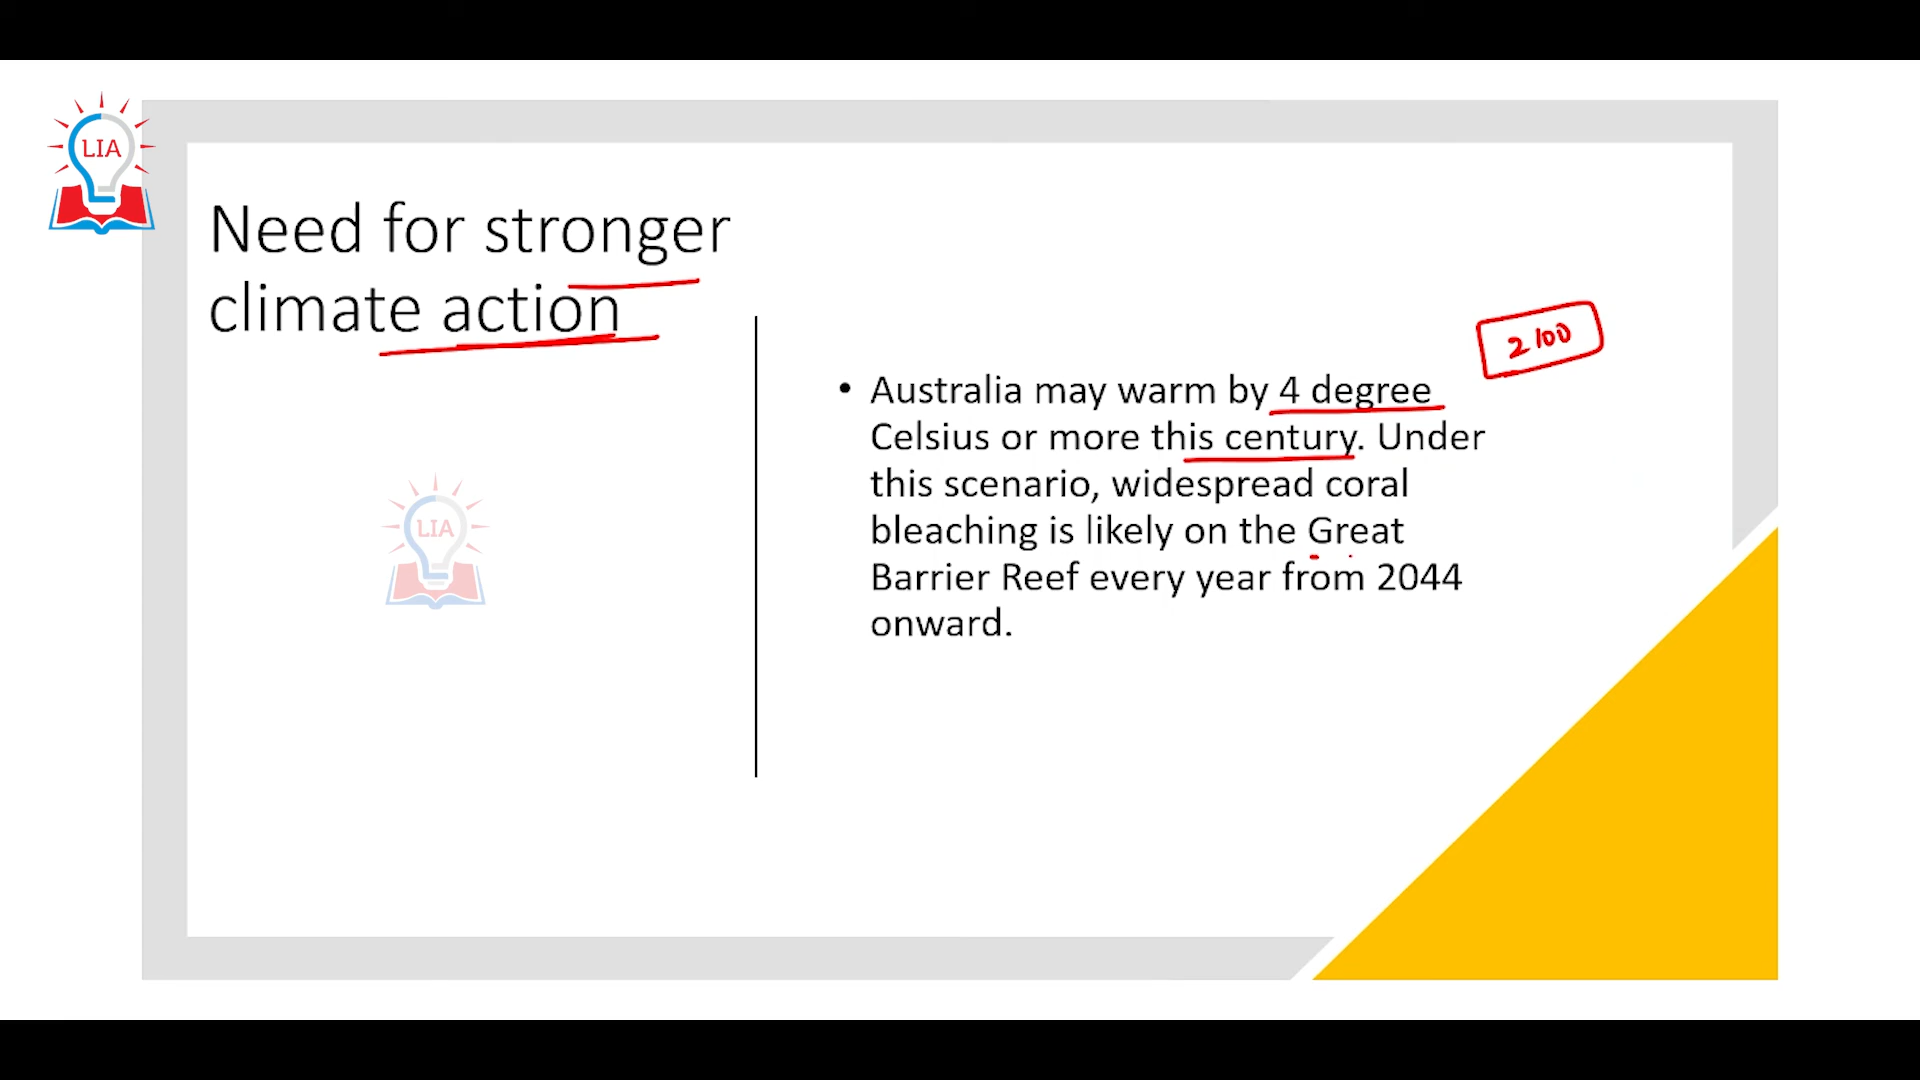 LIA
Need for stronger
climate action
2100
• Australia may warm by 4 degree
Celsius or more this century. Under
this scenario, widespread coral
bleaching is likely on the Great
Barrier Reef every year from 2044
onward.
LIA